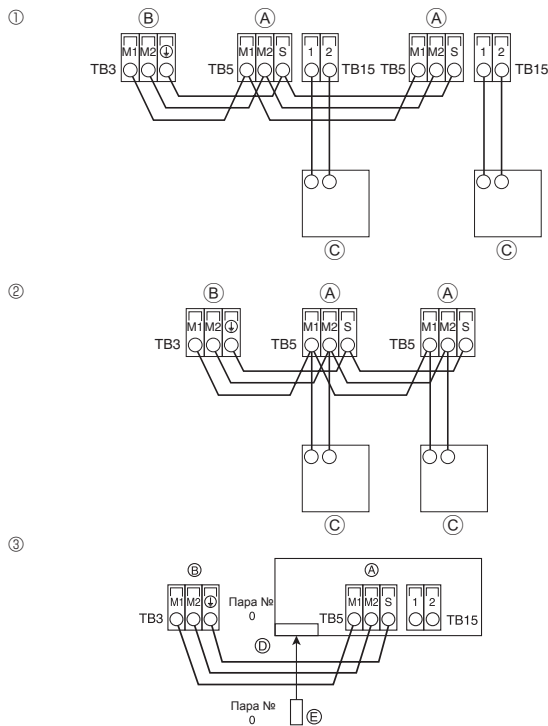 ①
Ⓑ Ⓐ Ⓐ
M1 M2 ⏚ M1 M2 S 1 2 M1 M2 S 1 2
TB3 TB5 TB15 TB5 TB15
Ⓒ Ⓒ
②
Ⓑ Ⓐ Ⓐ
M1 M2 ⏚ M1 M2 S M1 M2 S
TB3 TB5 TB5
Ⓒ Ⓒ
③
Ⓑ Ⓐ
M1 M2 ⏚ Пара № M1 M2 S 1 2
TB3 0 TB5 TB15
Ⓓ
Пара №
0 Ⓔ